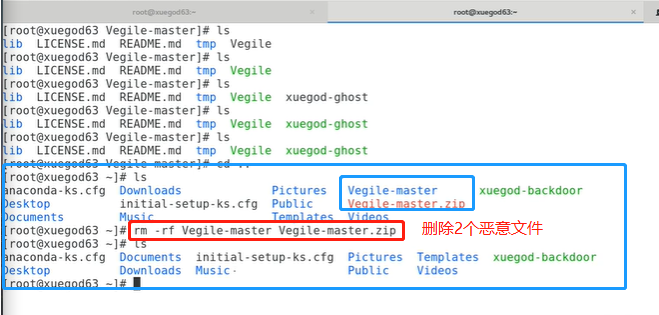 root@xuegod63:~ × root@xuegod63:~
[root@xuegod63 Vegile-master]# ls
lib LICENSE.md README.md tmp Vegile
[root@xuegod63 Vegile-master]# ls
lib LICENSE.md README.md tmp Vegile
[root@xuegod63 Vegile-master]# ls
lib LICENSE.md README.md tmp Vegile xuegod-ghost
[root@xuegod63 Vegile-master]# ls
lib LICENSE.md README.md tmp Vegile xuegod-ghost
[root@xuegod63 Vegile-master]# ls
lib LICENSE.md README.md tmp Vegile xuegod-ghost
[root@xuegod63 Vegile-master]# cd ..
[root@xuegod63 ~]# ls
anaconda-ks.cfg Downloads Pictures Vegile-master xuegod-backdoor
Desktop initial-setup-ks.cfg Public Vegile-master.zip
Documents Music Templates Videos
[root@xuegod63 ~]# rm -rf Vegile-master Vegile-master.zip 删除2个恶意文件
[root@xuegod63 ~]# ls
anaconda-ks.cfg Documents initial-setup-ks.cfg Pictures Templates xuegod-backdoor
Desktop Downloads Music Public Videos
[root@xuegod63 ~]#